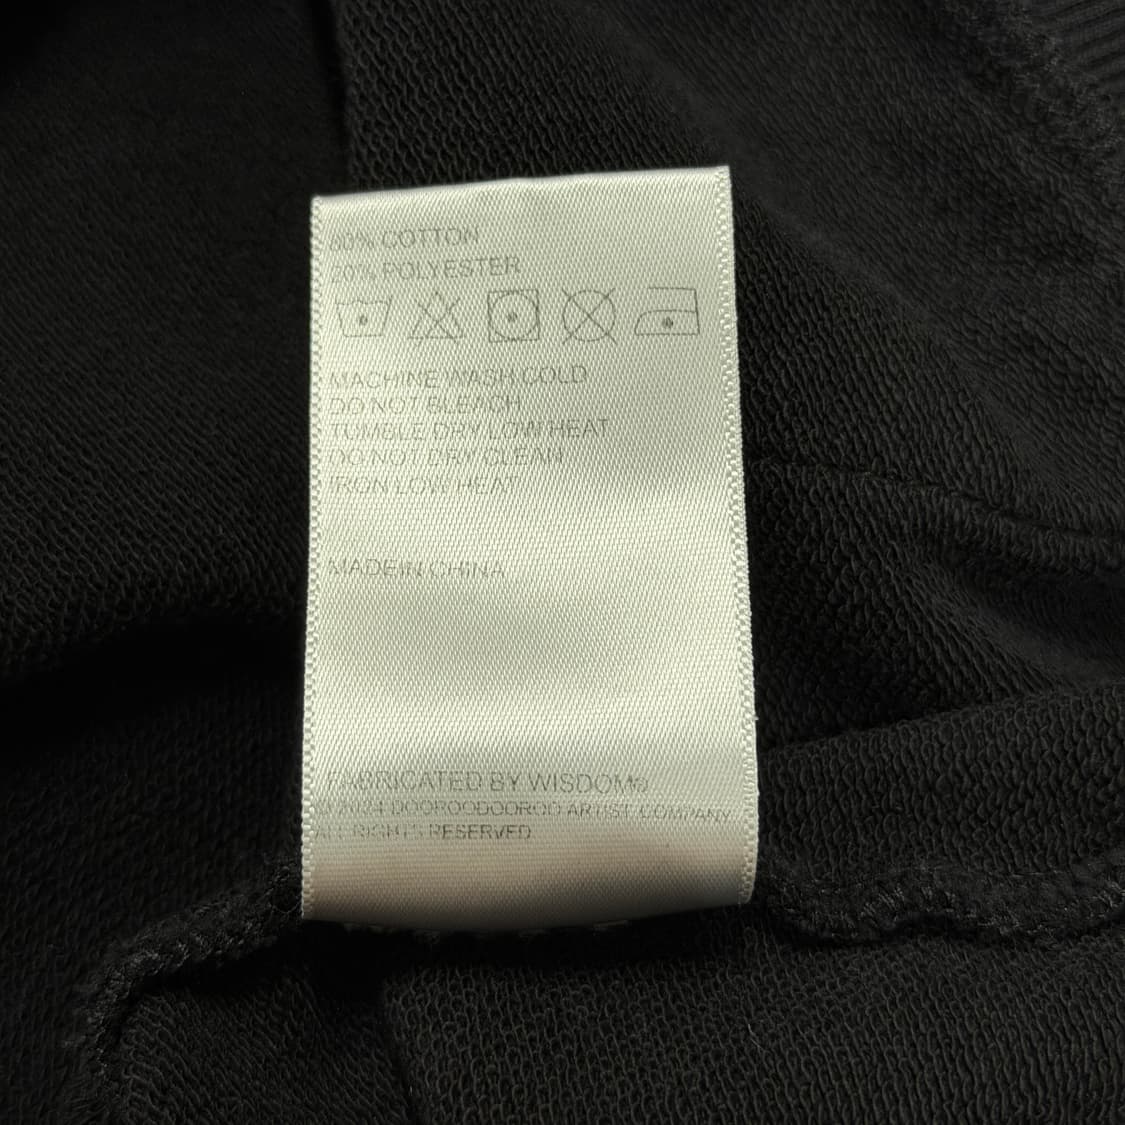 80% COTTON
20% POLYESTER
MACHINE WASH COLD
DO NOT BLEACH
TUMBLE DRY LOW HEAT
DO NOT DRY CLEAN
IRON LOW HEAT
MADE IN CHINA
FABRICATED BY WISDOM®
© 2024 DOOROODOOROO ARTIST COMPANY
ALL RIGHTS RESERVED